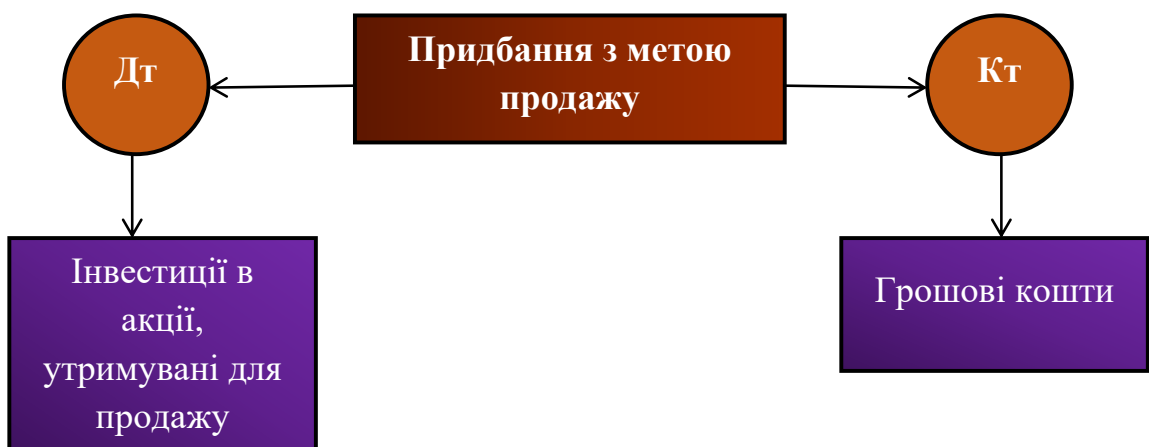 Дт
Придбання з метою
продажу
Кт
Інвестиції в
акції,
утримувані для
продажу
Грошові кошти